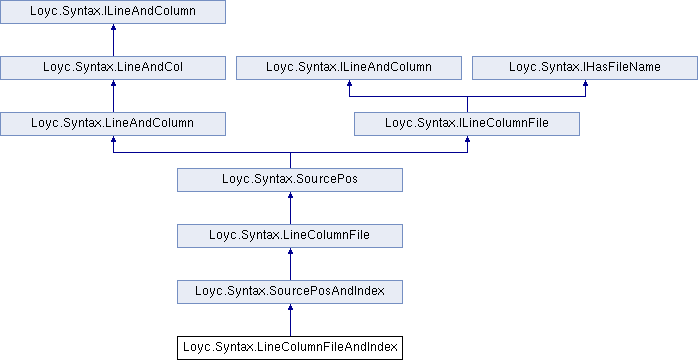 Loyc.Syntax.ILineAndColumn
Loyc.Syntax.LineAndCol
Loyc.Syntax.ILineAndColumn
Loyc.Syntax.IHasFileName
Loyc.Syntax.LineAndColumn
Loyc.Syntax.ILineColumnFile
Loyc.Syntax.SourcePos
Loyc.Syntax.LineColumnFile
Loyc.Syntax.SourcePosAndIndex
Loyc.Syntax.LineColumnFileAndIndex